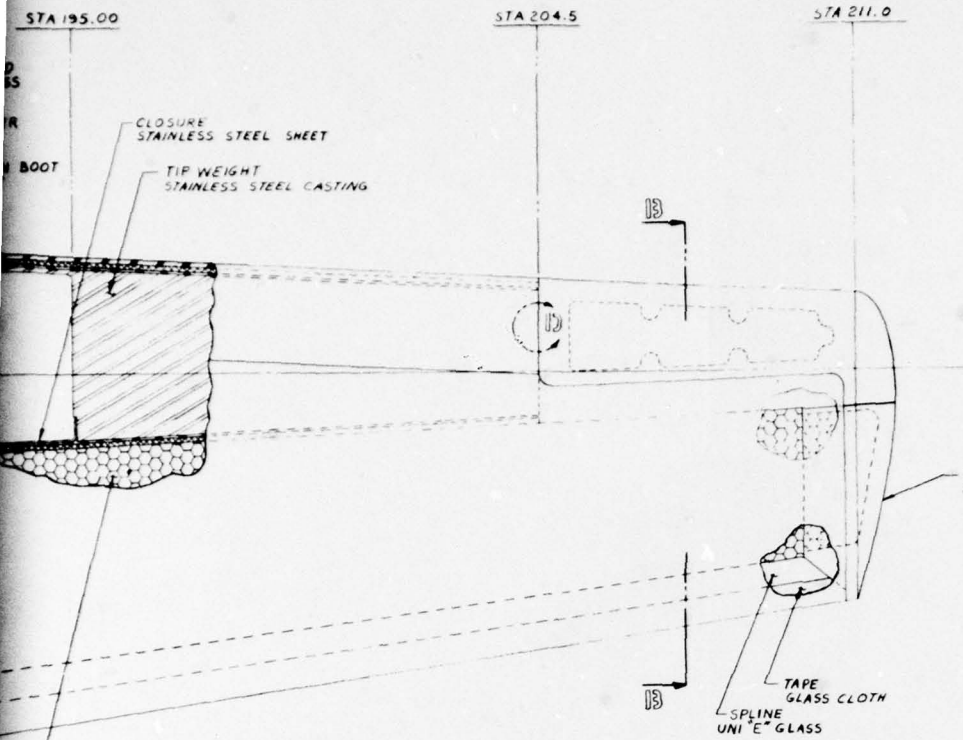 STA 195.00
STA 204.5
STA 211.0
CLOSURE
STAINLESS STEEL SHEET
BOOT
TIP WEIGHT
STAINLESS STEEL CASTING
13
D
13
TAPE
GLASS CLOTH
SPLINE
UNI "E" GLASS